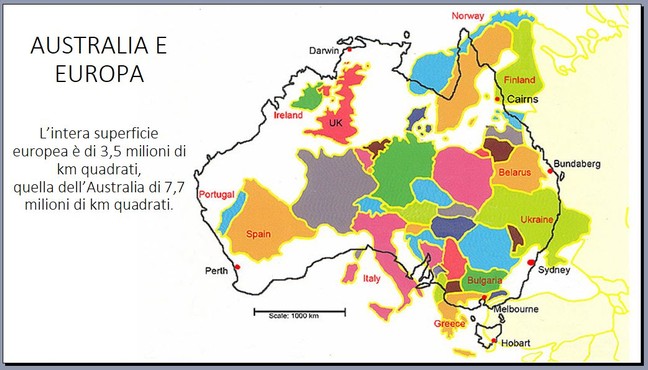 AUSTRALIA E
EUROPA
L'intera superficie
europea è di 3,5 milioni di
km quadrati,
quella dell'Australia di 7,7
milioni di km quadrati.
Norway
Darwin
Finland
Cairns
Ireland
UK
Bundaberg
Belarus
Portugal
Ukraine
Spain
Perth
Italy
Sydney
Bulgaria
Scale: 1000 km
Melbourne
Greece
Hobart